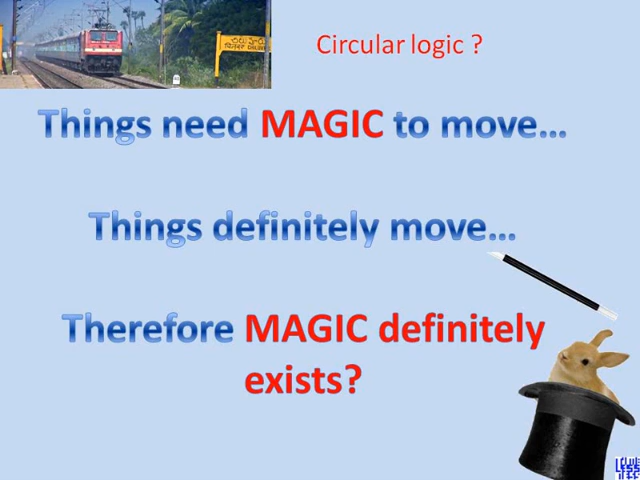 Circular logic ?
Things need MAGIC to move...
Things definitely move...
Therefore MAGIC definitely
exists?